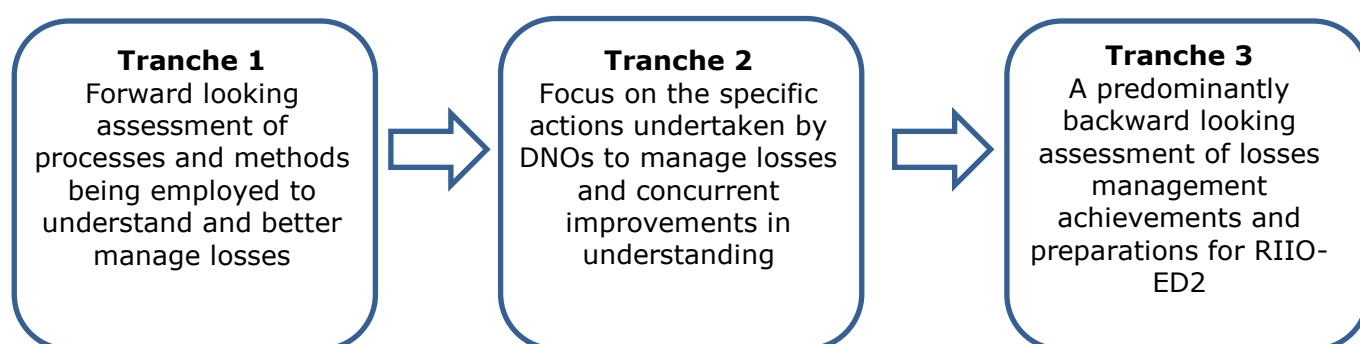 Tranche 1
Forward looking
assessment of
processes and methods
being employed to
understand and better
manage losses
Tranche 2
Focus on the specific
actions undertaken by
DNOs to manage losses
and concurrent
improvements in
understanding
Tranche 3
A predominantly
backward looking
assessment of losses
management
achievements and
preparations for RIIO-
ED2